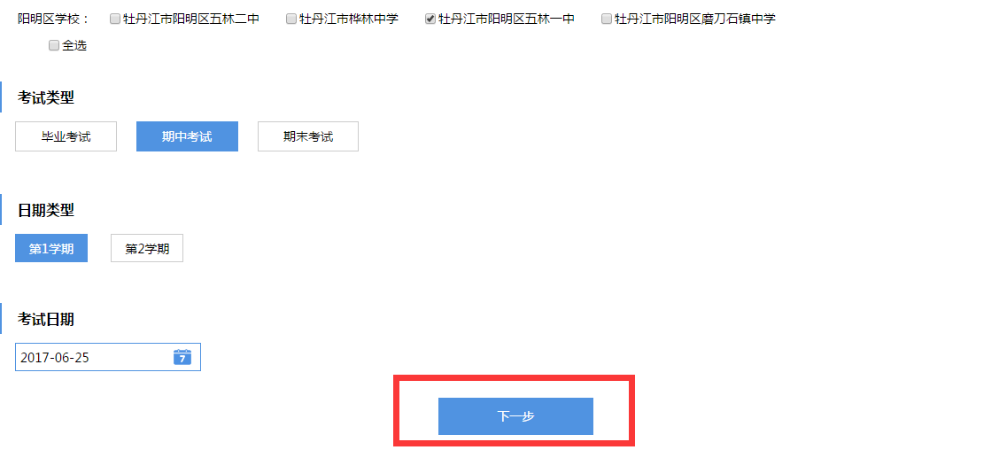 阳明区学校： 牡丹江市阳明区五林二中 牡丹江市桦林中学 牡丹江市阳明区五林一中 牡丹江市阳明区磨刀石镇中学
全选
考试类型
毕业考试 期中考试 期末考试
日期类型
第1学期 第2学期
考试日期
2017-06-25 7
下一步